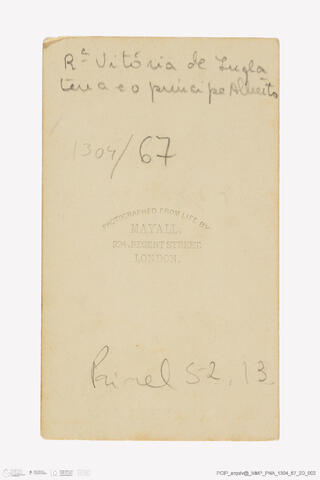 Rª Vitória de Ingla
terra e o principe Alberto
1304/67
PHOTOGRAPHED FROM LIFE BY
MAYALL.
224, REGENT STREET.
LONDON.
Painel 52, 13